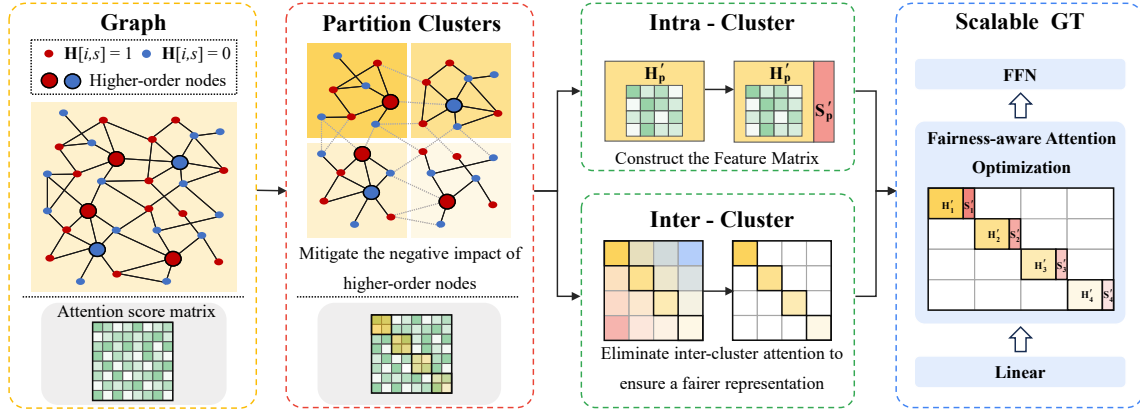 Graph
H[i,s] = 1 H[i,s] = 0
Higher-order nodes
Attention score matrix
Partition Clusters
Mitigate the negative impact of
higher-order nodes
Intra - Cluster
H′p H′p
S′p
Construct the Feature Matrix
Inter - Cluster
Eliminate inter-cluster attention to
ensure a fairer representation
Scalable GT
FFN
Fairness-aware Attention
Optimization
H′1 S′1
H′2 S′2
H′3 S′3
H′4 S′4
Linear